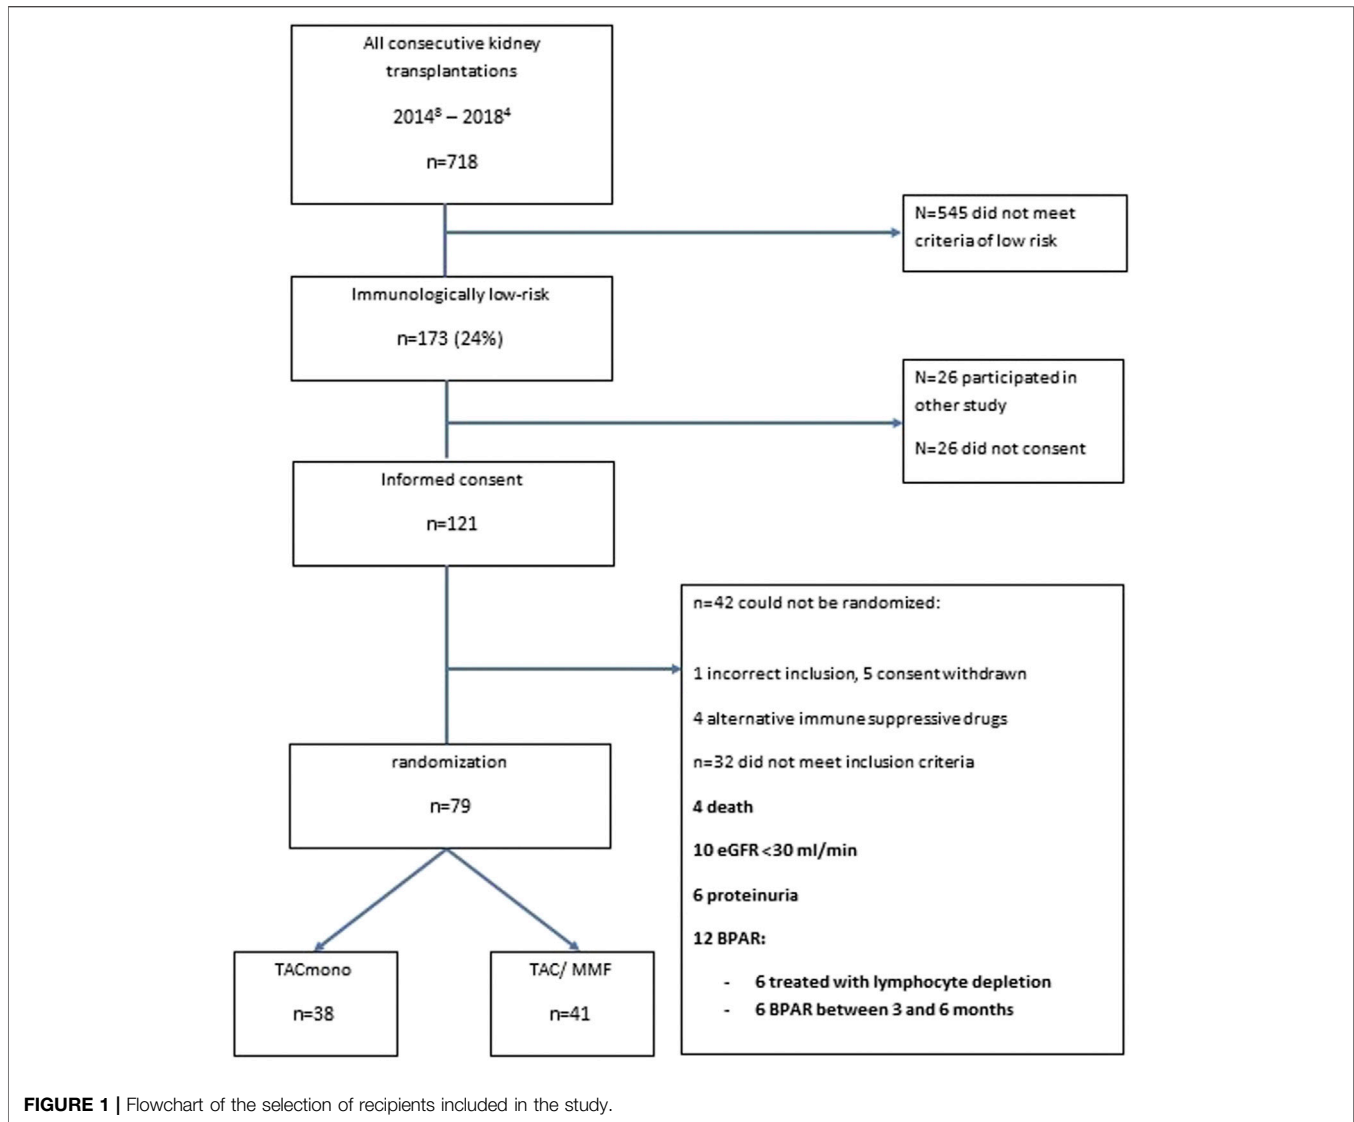 All consecutive kidney
transplantations
2014⁸ – 2018⁴
n=718
N=545 did not meet
criteria of low risk
Immunologically low-risk
n=173 (24%)
N=26 participated in
other study
N=26 did not consent
Informed consent
n=121
n=42 could not be randomized:
1 incorrect inclusion, 5 consent withdrawn
4 alternative immune suppressive drugs
n=32 did not meet inclusion criteria
4 death
10 eGFR <30 ml/min
6 proteinuria
12 BPAR:
- 6 treated with lymphocyte depletion
- 6 BPAR between 3 and 6 months
randomization
n=79
TACmono
n=38
TAC/ MMF
n=41
FIGURE 1 | Flowchart of the selection of recipients included in the study.